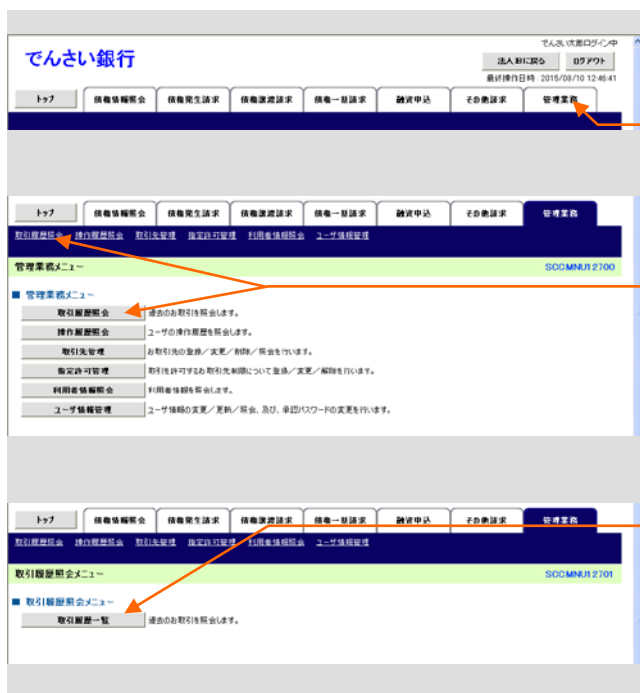 でんさい太郎ログイン中
でんさい銀行
法人IBに戻る ログアウト
最終操作日時 2015/08/10 12:46:41
トップ 債権情報照会 債権発生請求 債権譲渡請求 債権一括請求 融資申込 その他請求 管理業務
トップ 債権情報照会 債権発生請求 債権譲渡請求 債権一括請求 融資申込 その他請求 管理業務
取引履歴照会 操作履歴照会 取引先管理 指定許可管理 利用者情報照会 ユーザ情報管理
管理業務メニュー SCCMNU12700
■ 管理業務メニュー
取引履歴照会 過去のお取引を照会します。
操作履歴照会 ユーザの操作履歴を照会します。
取引先管理 お取引先の登録／変更／削除／照会を行います。
指定許可管理 取引を許可するお取引先制限について登録／変更／解除を行います。
利用者情報照会 利用者情報を照会します。
ユーザ情報管理 ユーザ情報の変更／更新／照会、及び、承認パスワードの変更を行います。
トップ 債権情報照会 債権発生請求 債権譲渡請求 債権一括請求 融資申込 その他請求 管理業務
取引履歴照会 操作履歴照会 取引先管理 指定許可管理 利用者情報照会 ユーザ情報管理
取引履歴照会メニュー SCCMNU12701
■ 取引履歴照会メニュー
取引履歴一覧 過去のお取引を照会します。